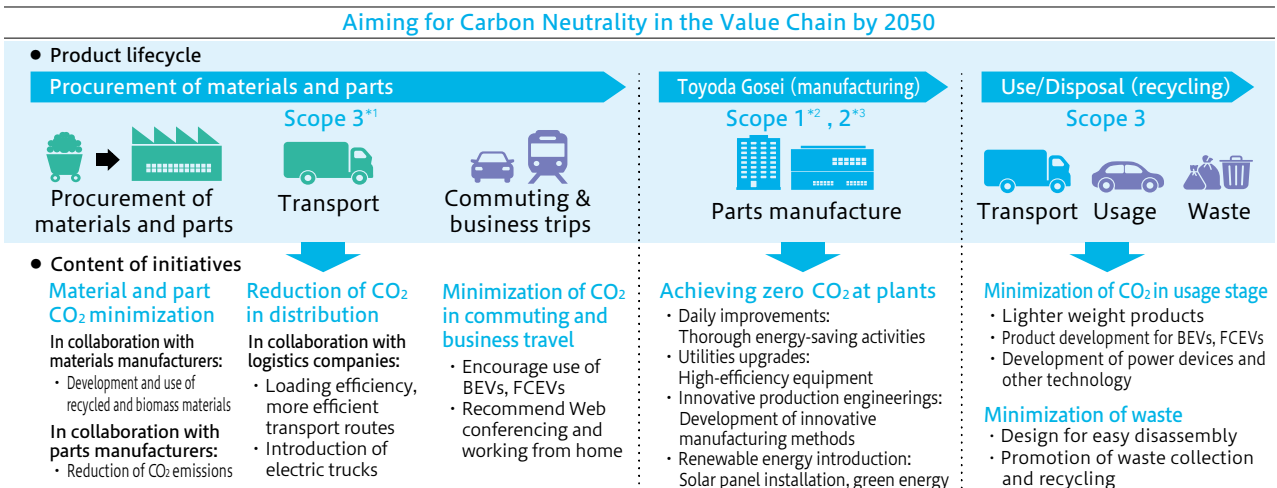 Aiming for Carbon Neutrality in the Value Chain by 2050
● Product lifecycle
Procurement of materials and parts
Scope 3*1
Procurement of
materials and parts
Transport
Commuting &
business trips
Toyoda Gosei (manufacturing)
Scope 1*2 , 2*3
Parts manufacture
Use/Disposal (recycling)
Scope 3
Transport
Usage
Waste
● Content of initiatives
Material and part
CO2 minimization
In collaboration with
materials manufacturers:
・Development and use of
recycled and biomass materials
In collaboration with
parts manufacturers:
・Reduction of CO2 emissions
Reduction of CO2
in distribution
In collaboration with
logistics companies:
・Loading efficiency,
more efficient
transport routes
・Introduction of
electric trucks
Minimization of CO2
in commuting and
business travel
・Encourage use of
BEVs, FCEVs
・Recommend Web
conferencing and
working from home
Achieving zero CO2 at plants
・Daily improvements:
Thorough energy-saving activities
・Utilities upgrades:
High-efficiency equipment
・Innovative production engineerings:
Development of innovative
manufacturing methods
・Renewable energy introduction:
Solar panel installation, green energy
Minimization of CO2 in usage stage
・Lighter weight products
・Product development for BEVs, FCEVs
・Development of power devices and
other technology
Minimization of waste
・Design for easy disassembly
・Promotion of waste collection
and recycling